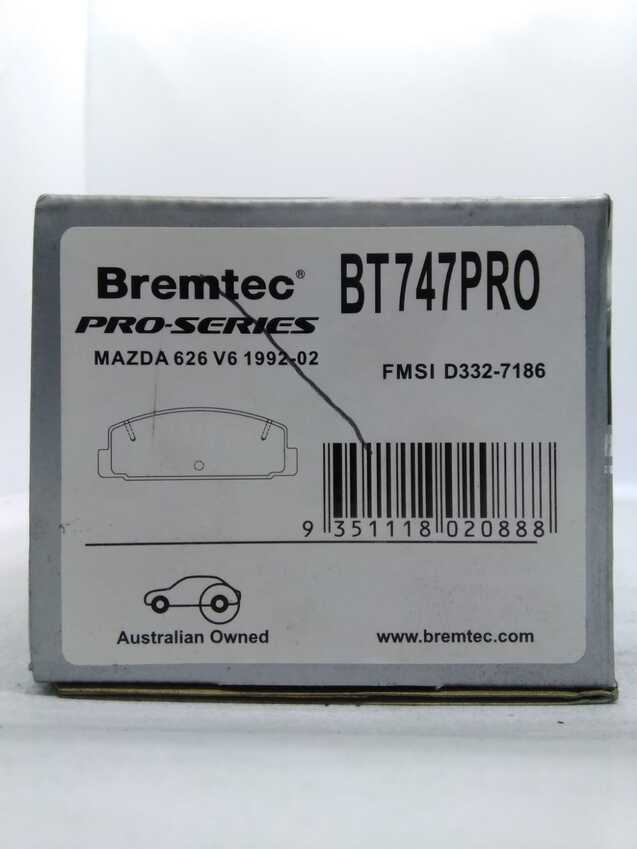 Bremtec®
BT747PRO
PRO-SERIES
MAZDA 626 V6 1992-02
FMSI D332-7186
9 351118 020888
Australian Owned
www.bremtec.com